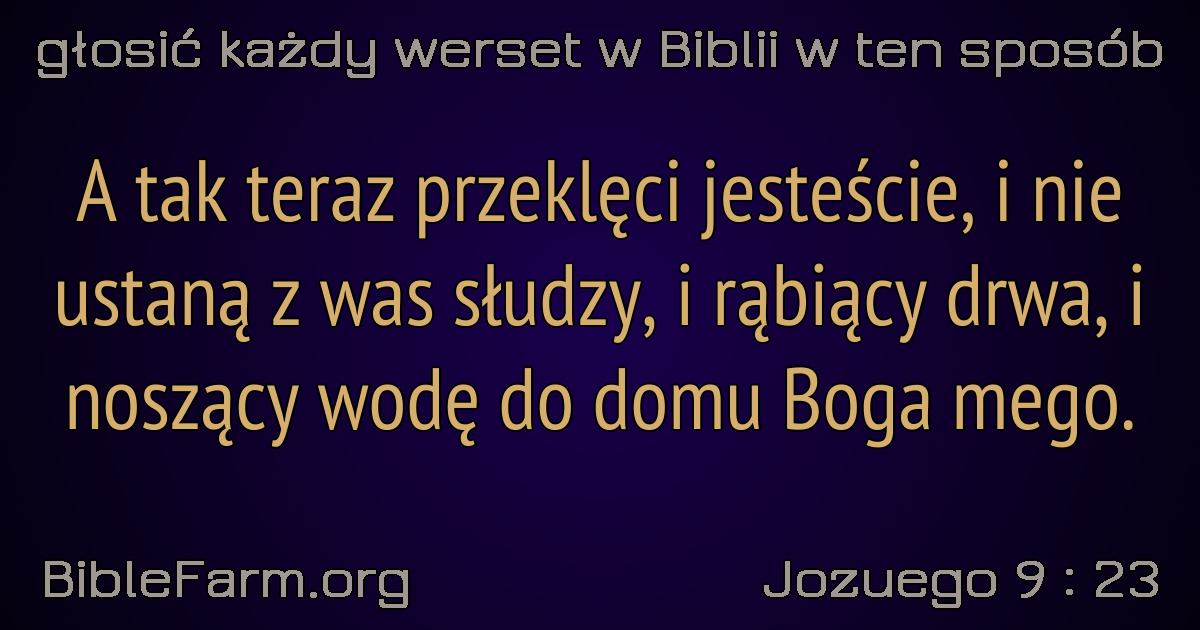 głosić każdy werset w Biblii w ten sposób
A tak teraz przeklęci jesteście, i nie
ustaną z was słudzy, i rąbiący drwa, i
noszący wodę do domu Boga mego.
BibleFarm.org
Jozuego 9 : 23